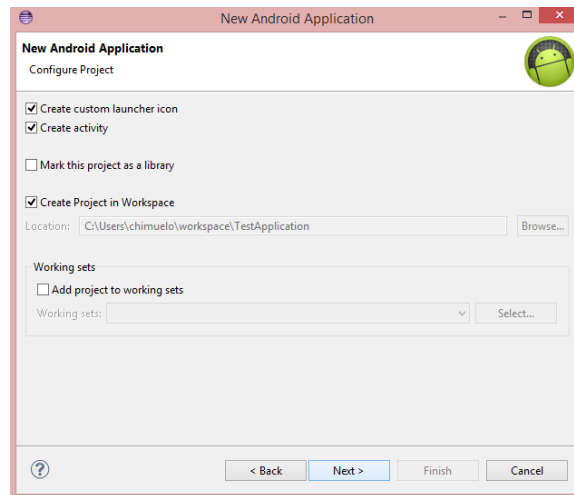 New Android Application
New Android Application
Configure Project
Create custom launcher icon
Create activity
Mark this project as a library
Create Project in Workspace
Location: C:\Users\chimuelo\workspace\TestApplication Browse...
Working sets
Add project to working sets
Working sets: Select...
? < Back Next > Finish Cancel